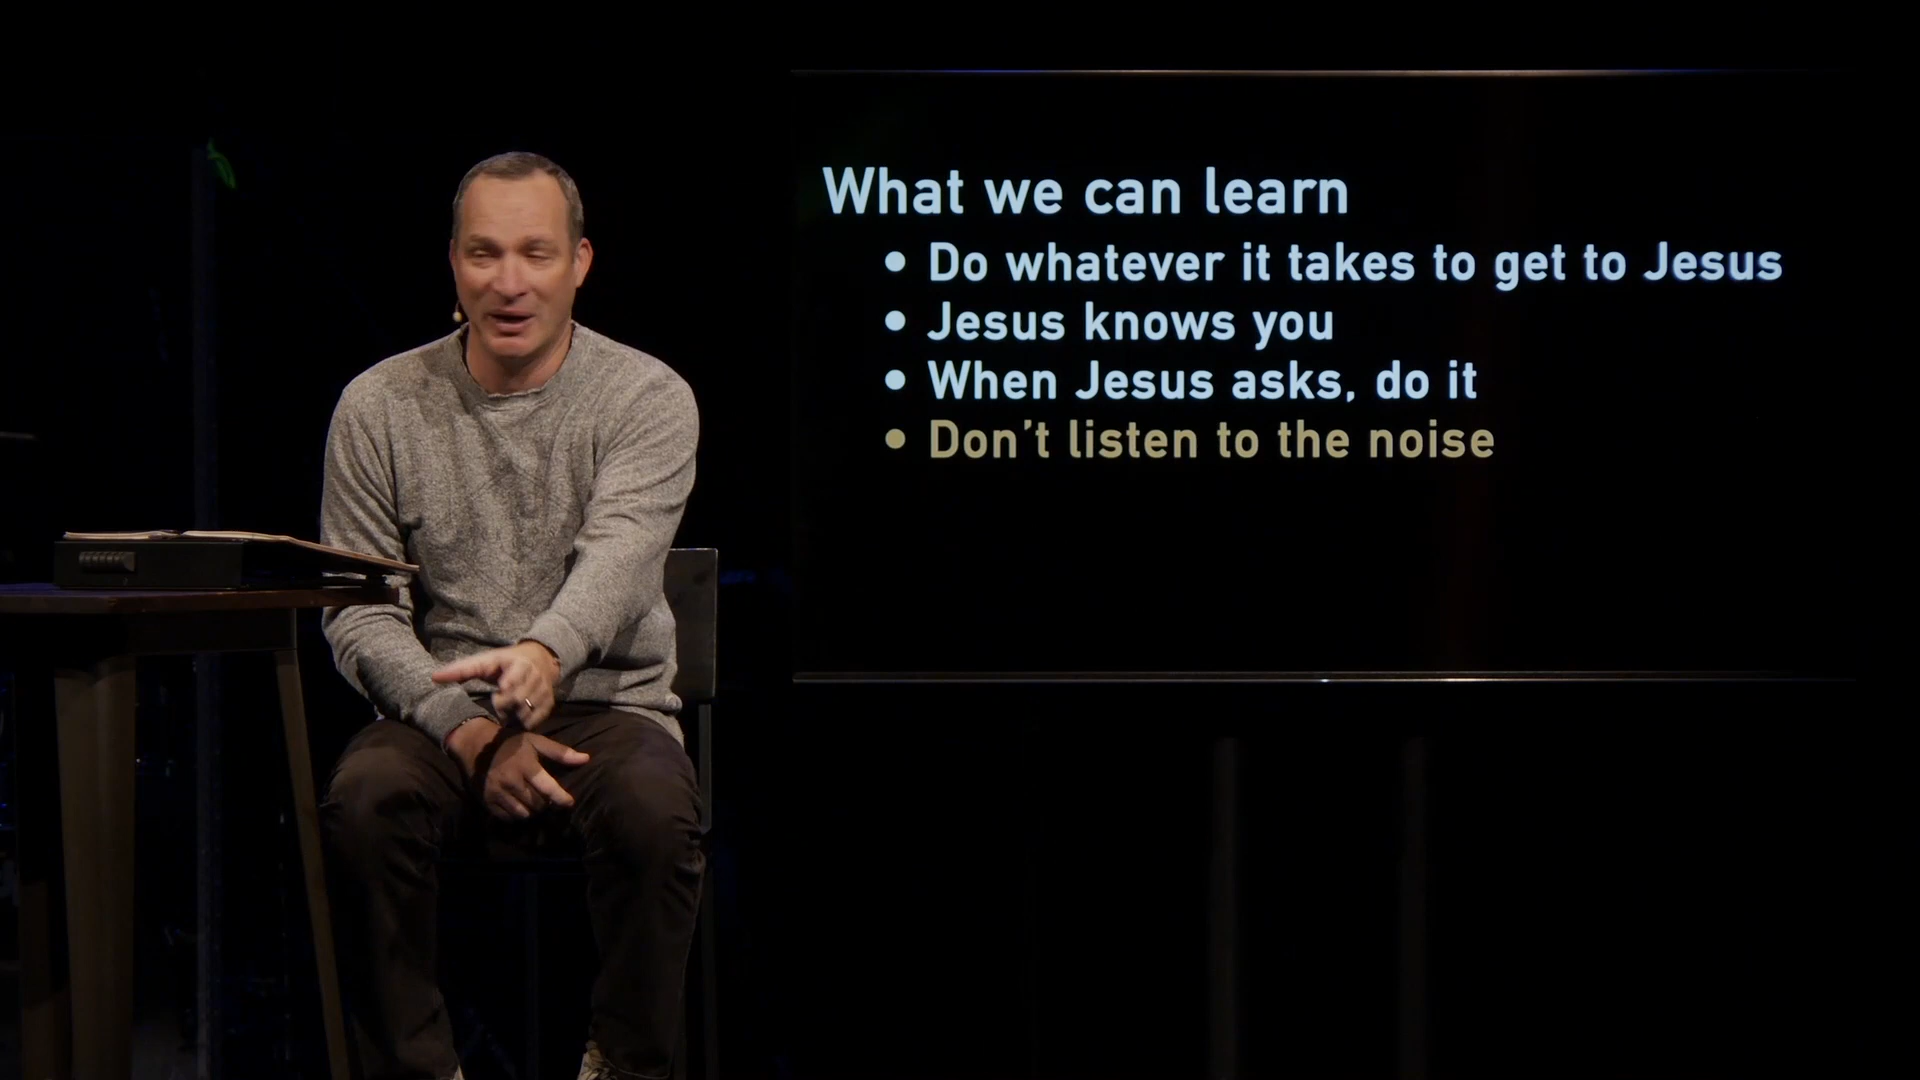 What we can learn
• Do whatever it takes to get to Jesus
• Jesus knows you
• When Jesus asks, do it
• Don’t listen to the noise